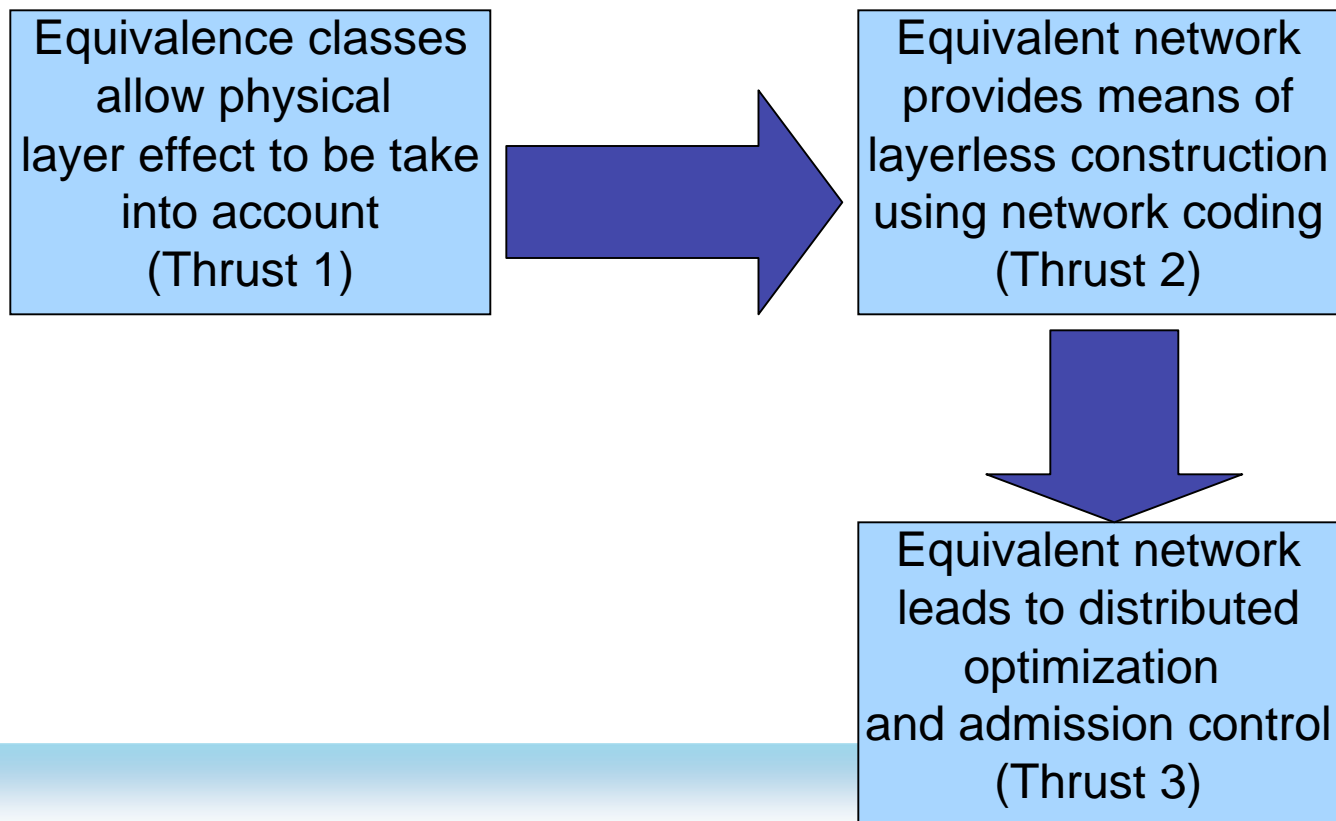 Equivalence classes
allow physical
layer effect to be take
into account
(Thrust 1)
Equivalent network
provides means of
layerless construction
using network coding
(Thrust 2)
Equivalent network
leads to distributed
optimization
and admission control
(Thrust 3)